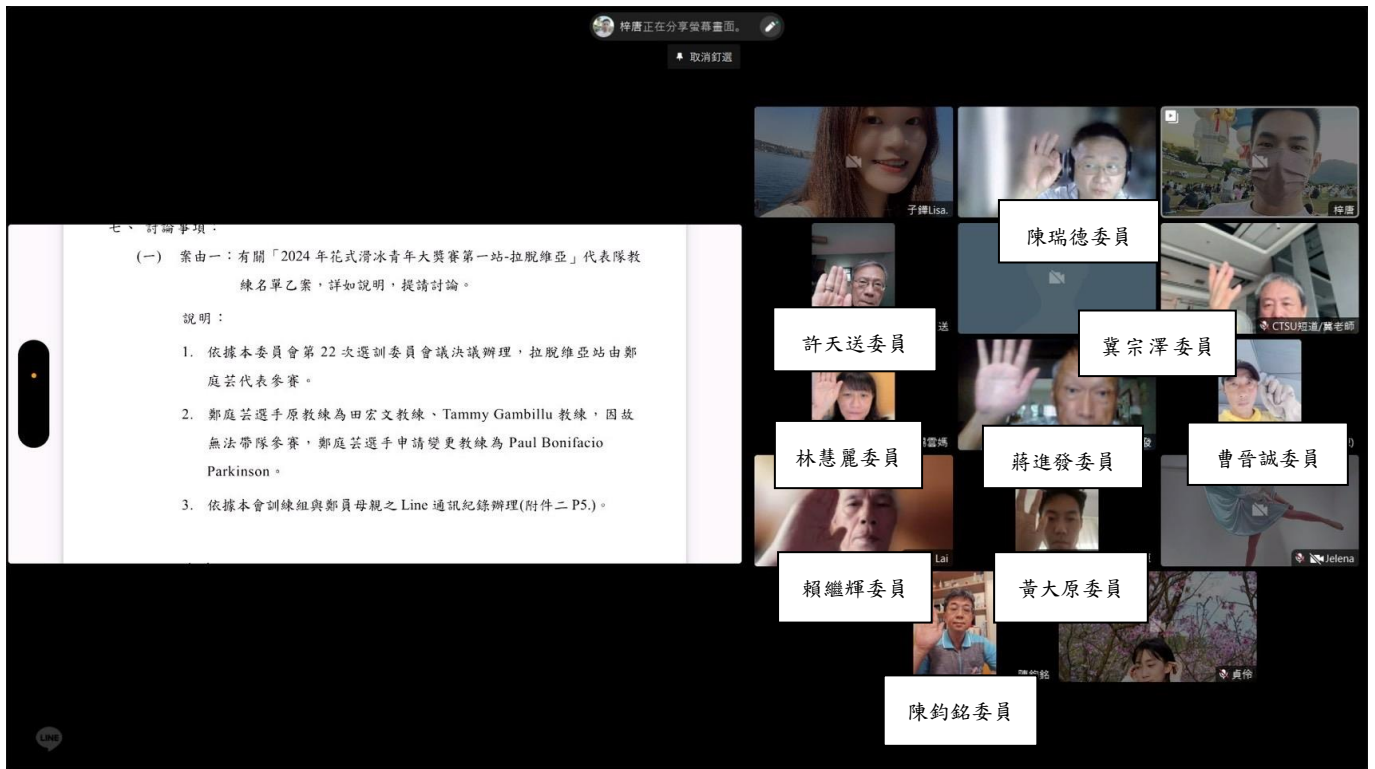 梓唐正在分享螢幕畫面。
取消釘選
七、 討論事項：
(一) 案由一：有關「2024 年花式滑冰青年大獎賽第一站-拉脫維亞」代表隊教
練名單乙案，詳如說明，提請討論。
說明：
1. 依據本委員會第 22 次選訓委員會議決議辦理，拉脫維亞站由鄭
庭芸代表參賽。
2. 鄭庭芸選手原教練為田宏文教練、Tammy Gambillu 教練，因故
無法帶隊參賽，鄭庭芸選手申請變更教練為 Paul Bonifacio
Parkinson。
3. 依據本會訓練組與鄭員母親之 Line 通訊紀錄辦理(附件二 P5.)。
子鏵Lisa.
梓唐
陳瑞德委員
送
CTSU短道/冀老師
許天送委員
冀宗澤委員
雲媽
發
林慧麗委員
蔣進發委員
曹晉誠委員
Lai
Jelena
賴繼輝委員
黃大原委員
陳鈞銘
貞伶
陳鈞銘委員
LINE